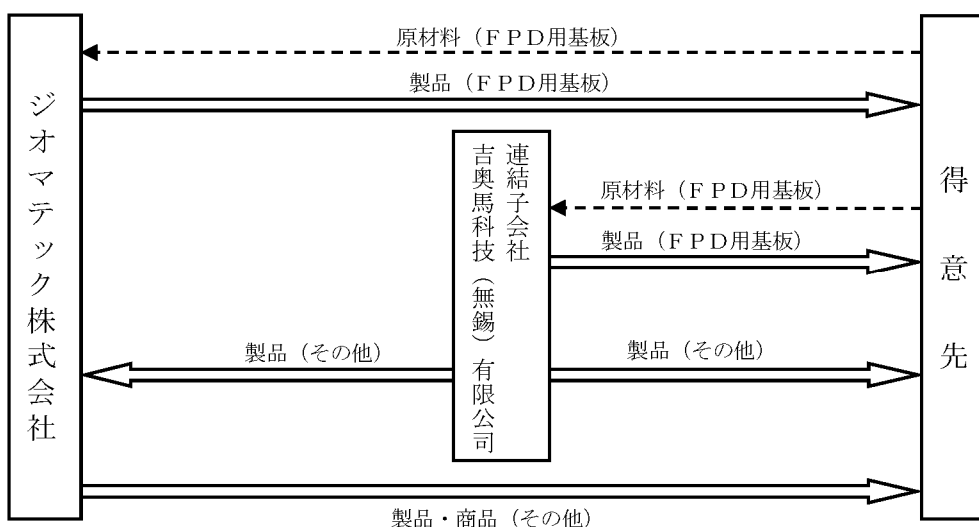 ジオマテック株式会社
原材料(FPD用基板)
製品(FPD用基板)
連結子会社
吉奥馬科技(無錫)有限公司
原材料(FPD用基板)
製品(FPD用基板)
製品(その他)
製品(その他)
製品・商品(その他)
得意先